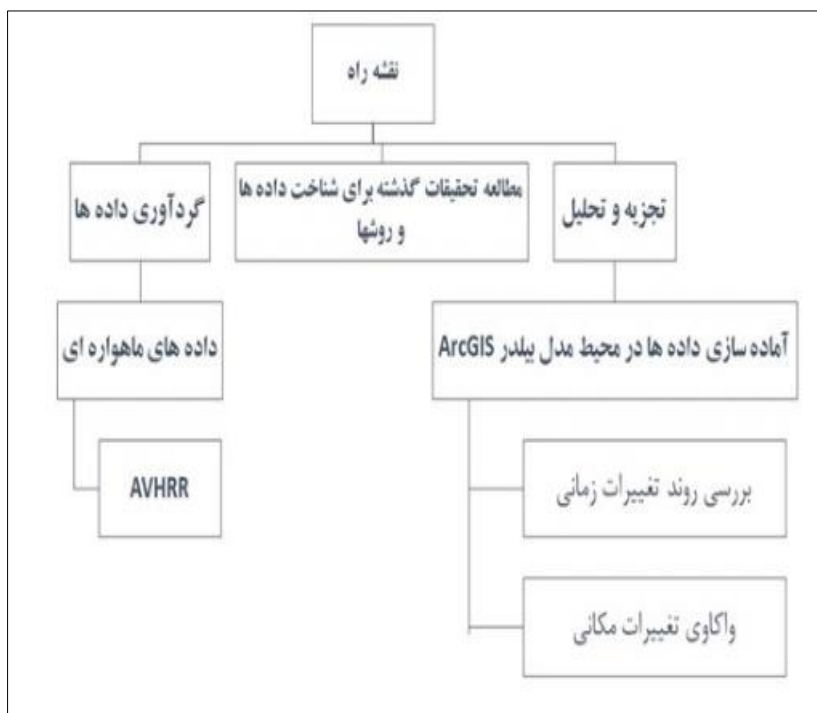 نقشه راه
تجزیه و تحلیل
مطالعه تحقیقات گذشته برای شناخت داده ها
و روشها
گردآوری داده ها
آماده سازی داده ها در محیط مدل بیلدر ArcGIS
داده های ماهواره ای
بررسی روند تغییرات زمانی
AVHRR
واکاوی تغییرات مکانی